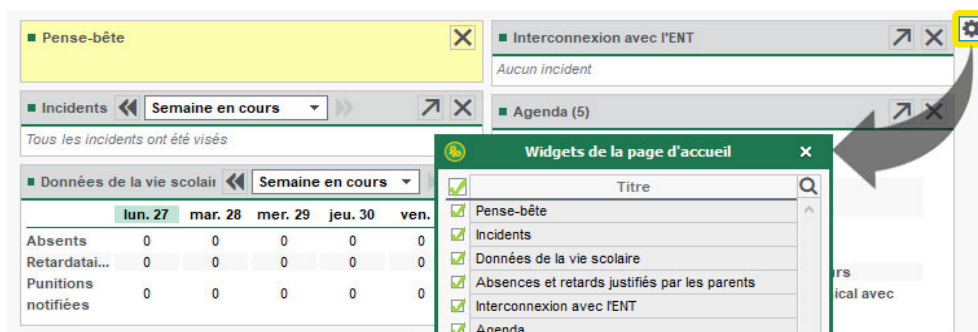 Pense-bête
Interconnexion avec l'ENT
Aucun incident
Incidents Semaine en cours
Tous les incidents ont été visés
Agenda (5)
Données de la vie scolair Semaine en cours
lun. 27 mar. 28 mer. 29 jeu. 30 ven.
Absents 0 0 0 0 0
Retardatai... 0 0 0 0 0
Punitions
notifiées 0 0 0 0 0
Widgets de la page d'accueil
Titre
Pense-bête
Incidents
Données de la vie scolaire
Absences et retards justifiés par les parents
Interconnexion avec l'ENT
Agenda
rs
ical avec